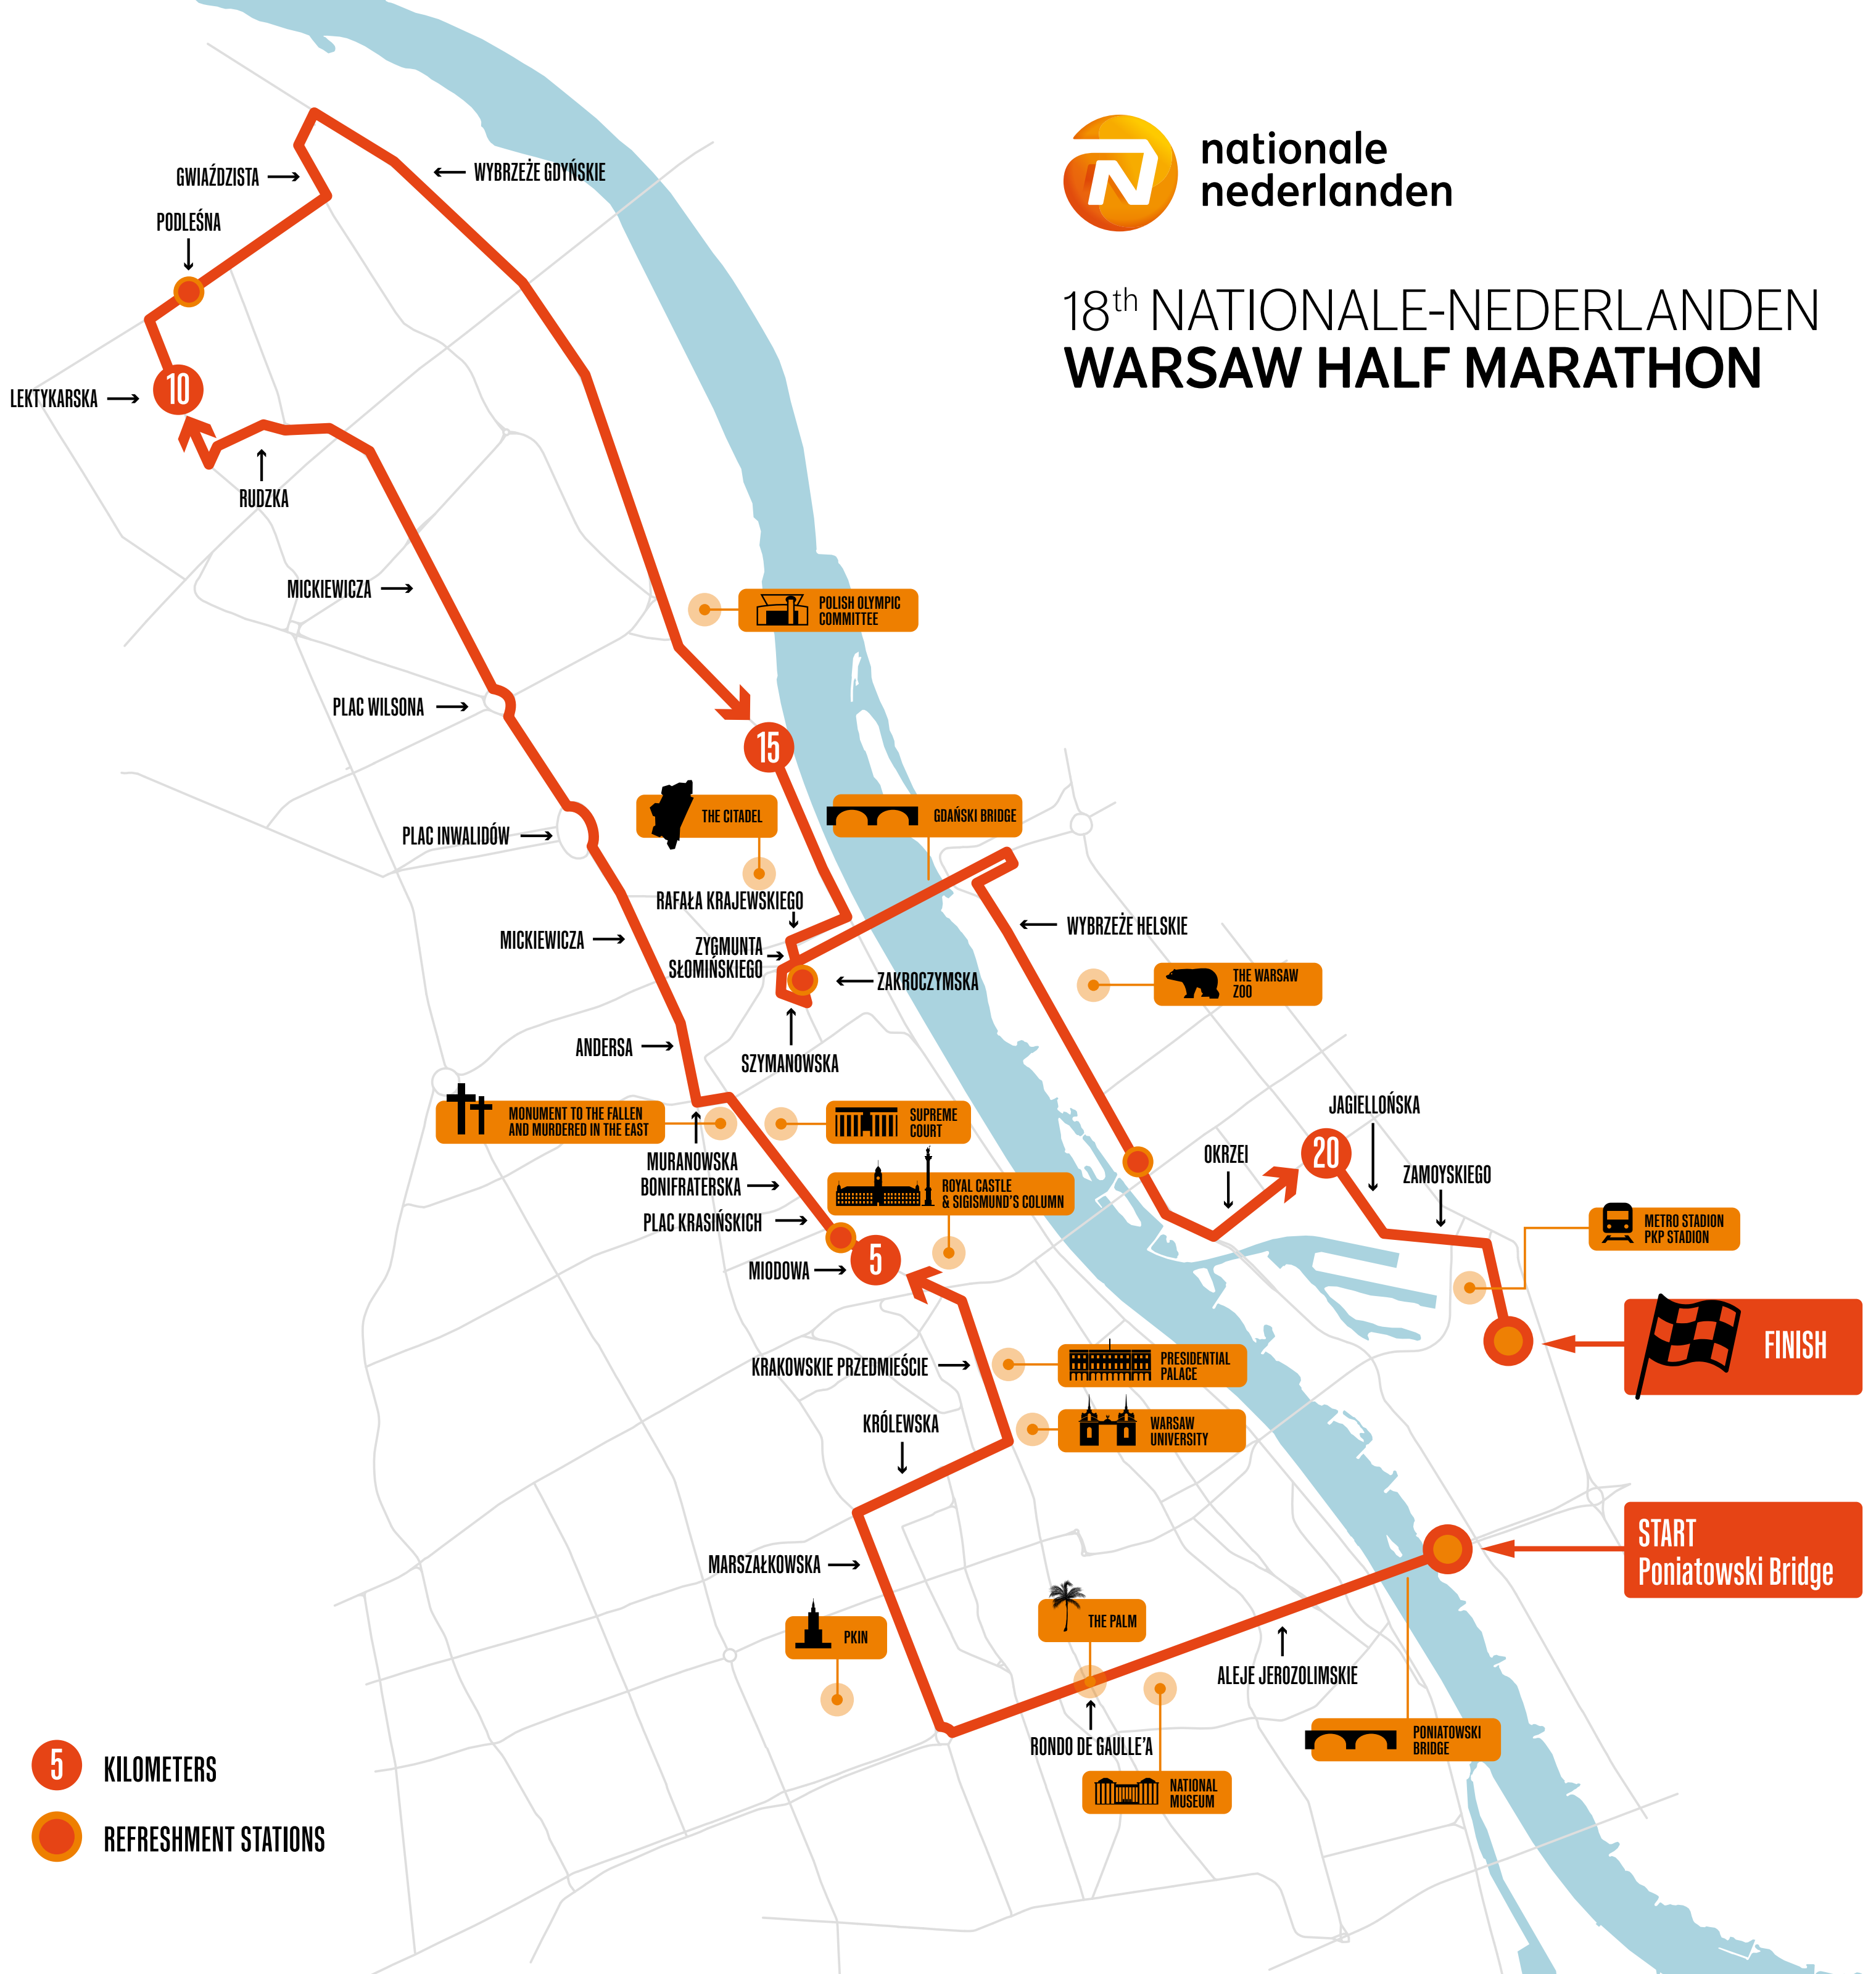 nationale
nederlanden
18th NATIONALE-NEDERLANDEN
WARSAW HALF MARATHON
GWIAŹDZISTA
WYBRZEŻE GDYŃSKIE
PODLEŚNA
LEKTYKARSKA
10
RUDZKA
MICKIEWICZA
POLISH OLYMPIC
COMMITTEE
PLAC WILSONA
15
THE CITADEL
GDAŃSKI BRIDGE
PLAC INWALIDÓW
RAFAŁA KRAJEWSKIEGO
MICKIEWICZA
ZYGMUNTA
SŁOMIŃSKIEGO
WYBRZEŻE HELSKIE
ZAKROCZYMSKA
THE WARSAW
ZOO
ANDERSA
SZYMANOWSKA
MONUMENT TO THE FALLEN
AND MURDERED IN THE EAST
SUPREME
COURT
JAGIELLOŃSKA
MURANOWSKA
BONIFRATERSKA
OKRZEI
20
ZAMOYSKIEGO
ROYAL CASTLE
& SIGISMUND'S COLUMN
PLAC KRASIŃSKICH
METRO STADION
PKP STADION
MIODOWA
5
FINISH
KRAKOWSKIE PRZEDMIEŚCIE
PRESIDENTIAL
PALACE
KRÓLEWSKA
WARSAW
UNIVERSITY
START
Poniatowski Bridge
MARSZAŁKOWSKA
PKIN
THE PALM
ALEJE JEROZOLIMSKIE
RONDO DE GAULLE'A
PONIATOWSKI
BRIDGE
NATIONAL
MUSEUM
5 KILOMETERS
REFRESHMENT STATIONS